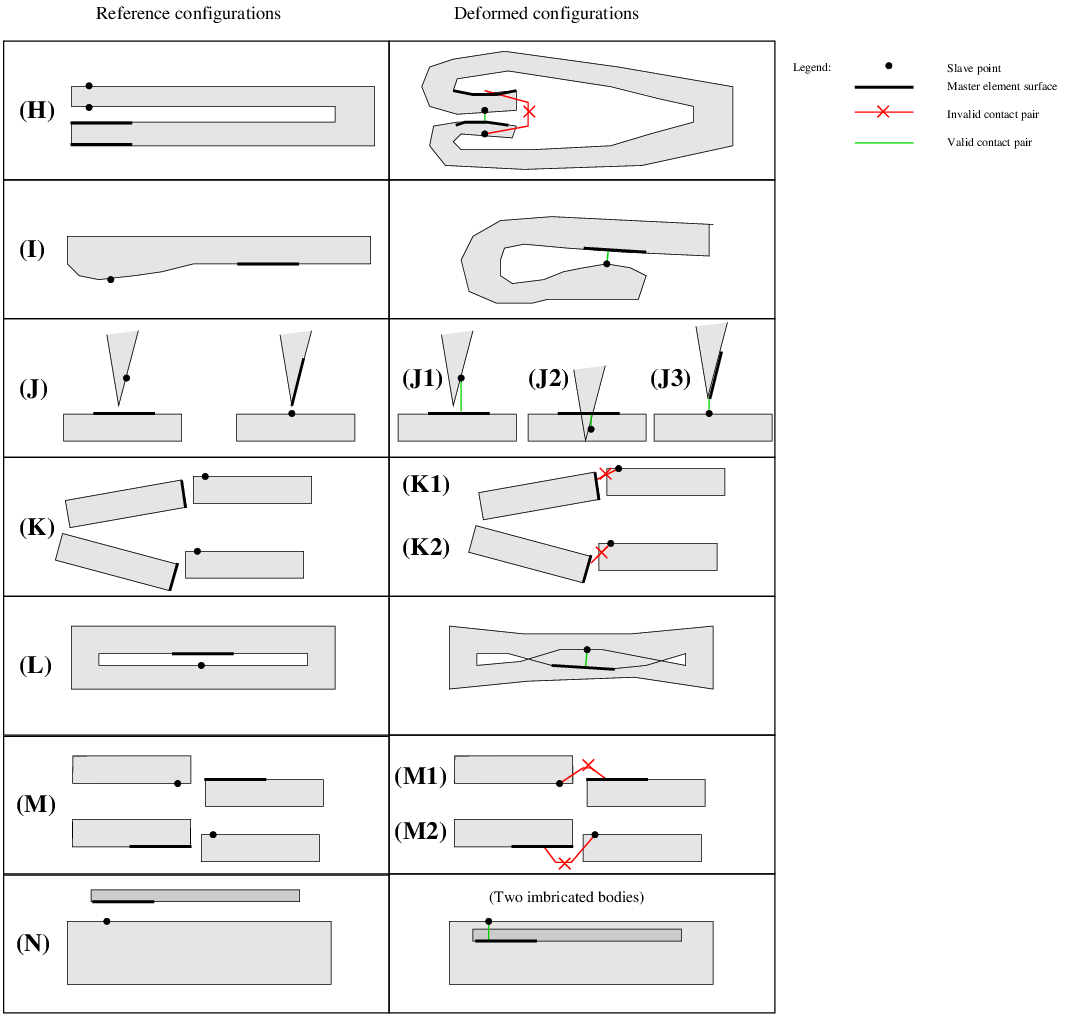 Reference configurations
Deformed configurations
(H)
Legend:
Slave point
Master element surface
Invalid contact pair
Valid contact pair
(I)
(J)
(J1)
(J2)
(J3)
(K)
(K1)
(K2)
(L)
(M)
(M1)
(M2)
(N)
(Two imbricated bodies)